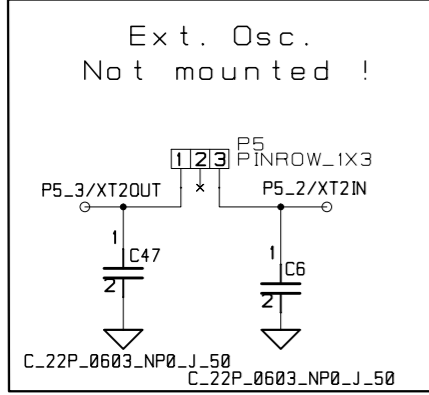 Ext. Osc.
Not mounted !
P5
1 2 3 PINROW_1X3
P5_3/XT2OUT
P5_2/XT2IN
1
C47
2
1
C6
2
C_22P_0603_NP0_J_50
C_22P_0603_NP0_J_50